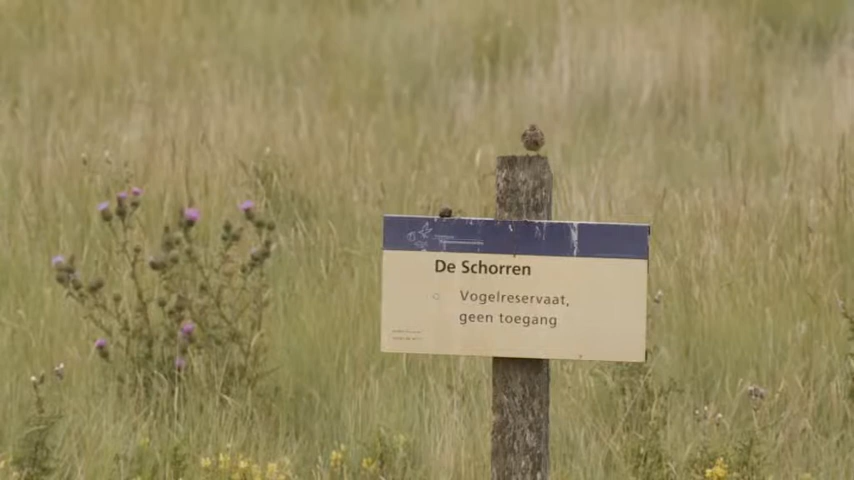 De Schorren
Vogelreservaat,
geen toegang